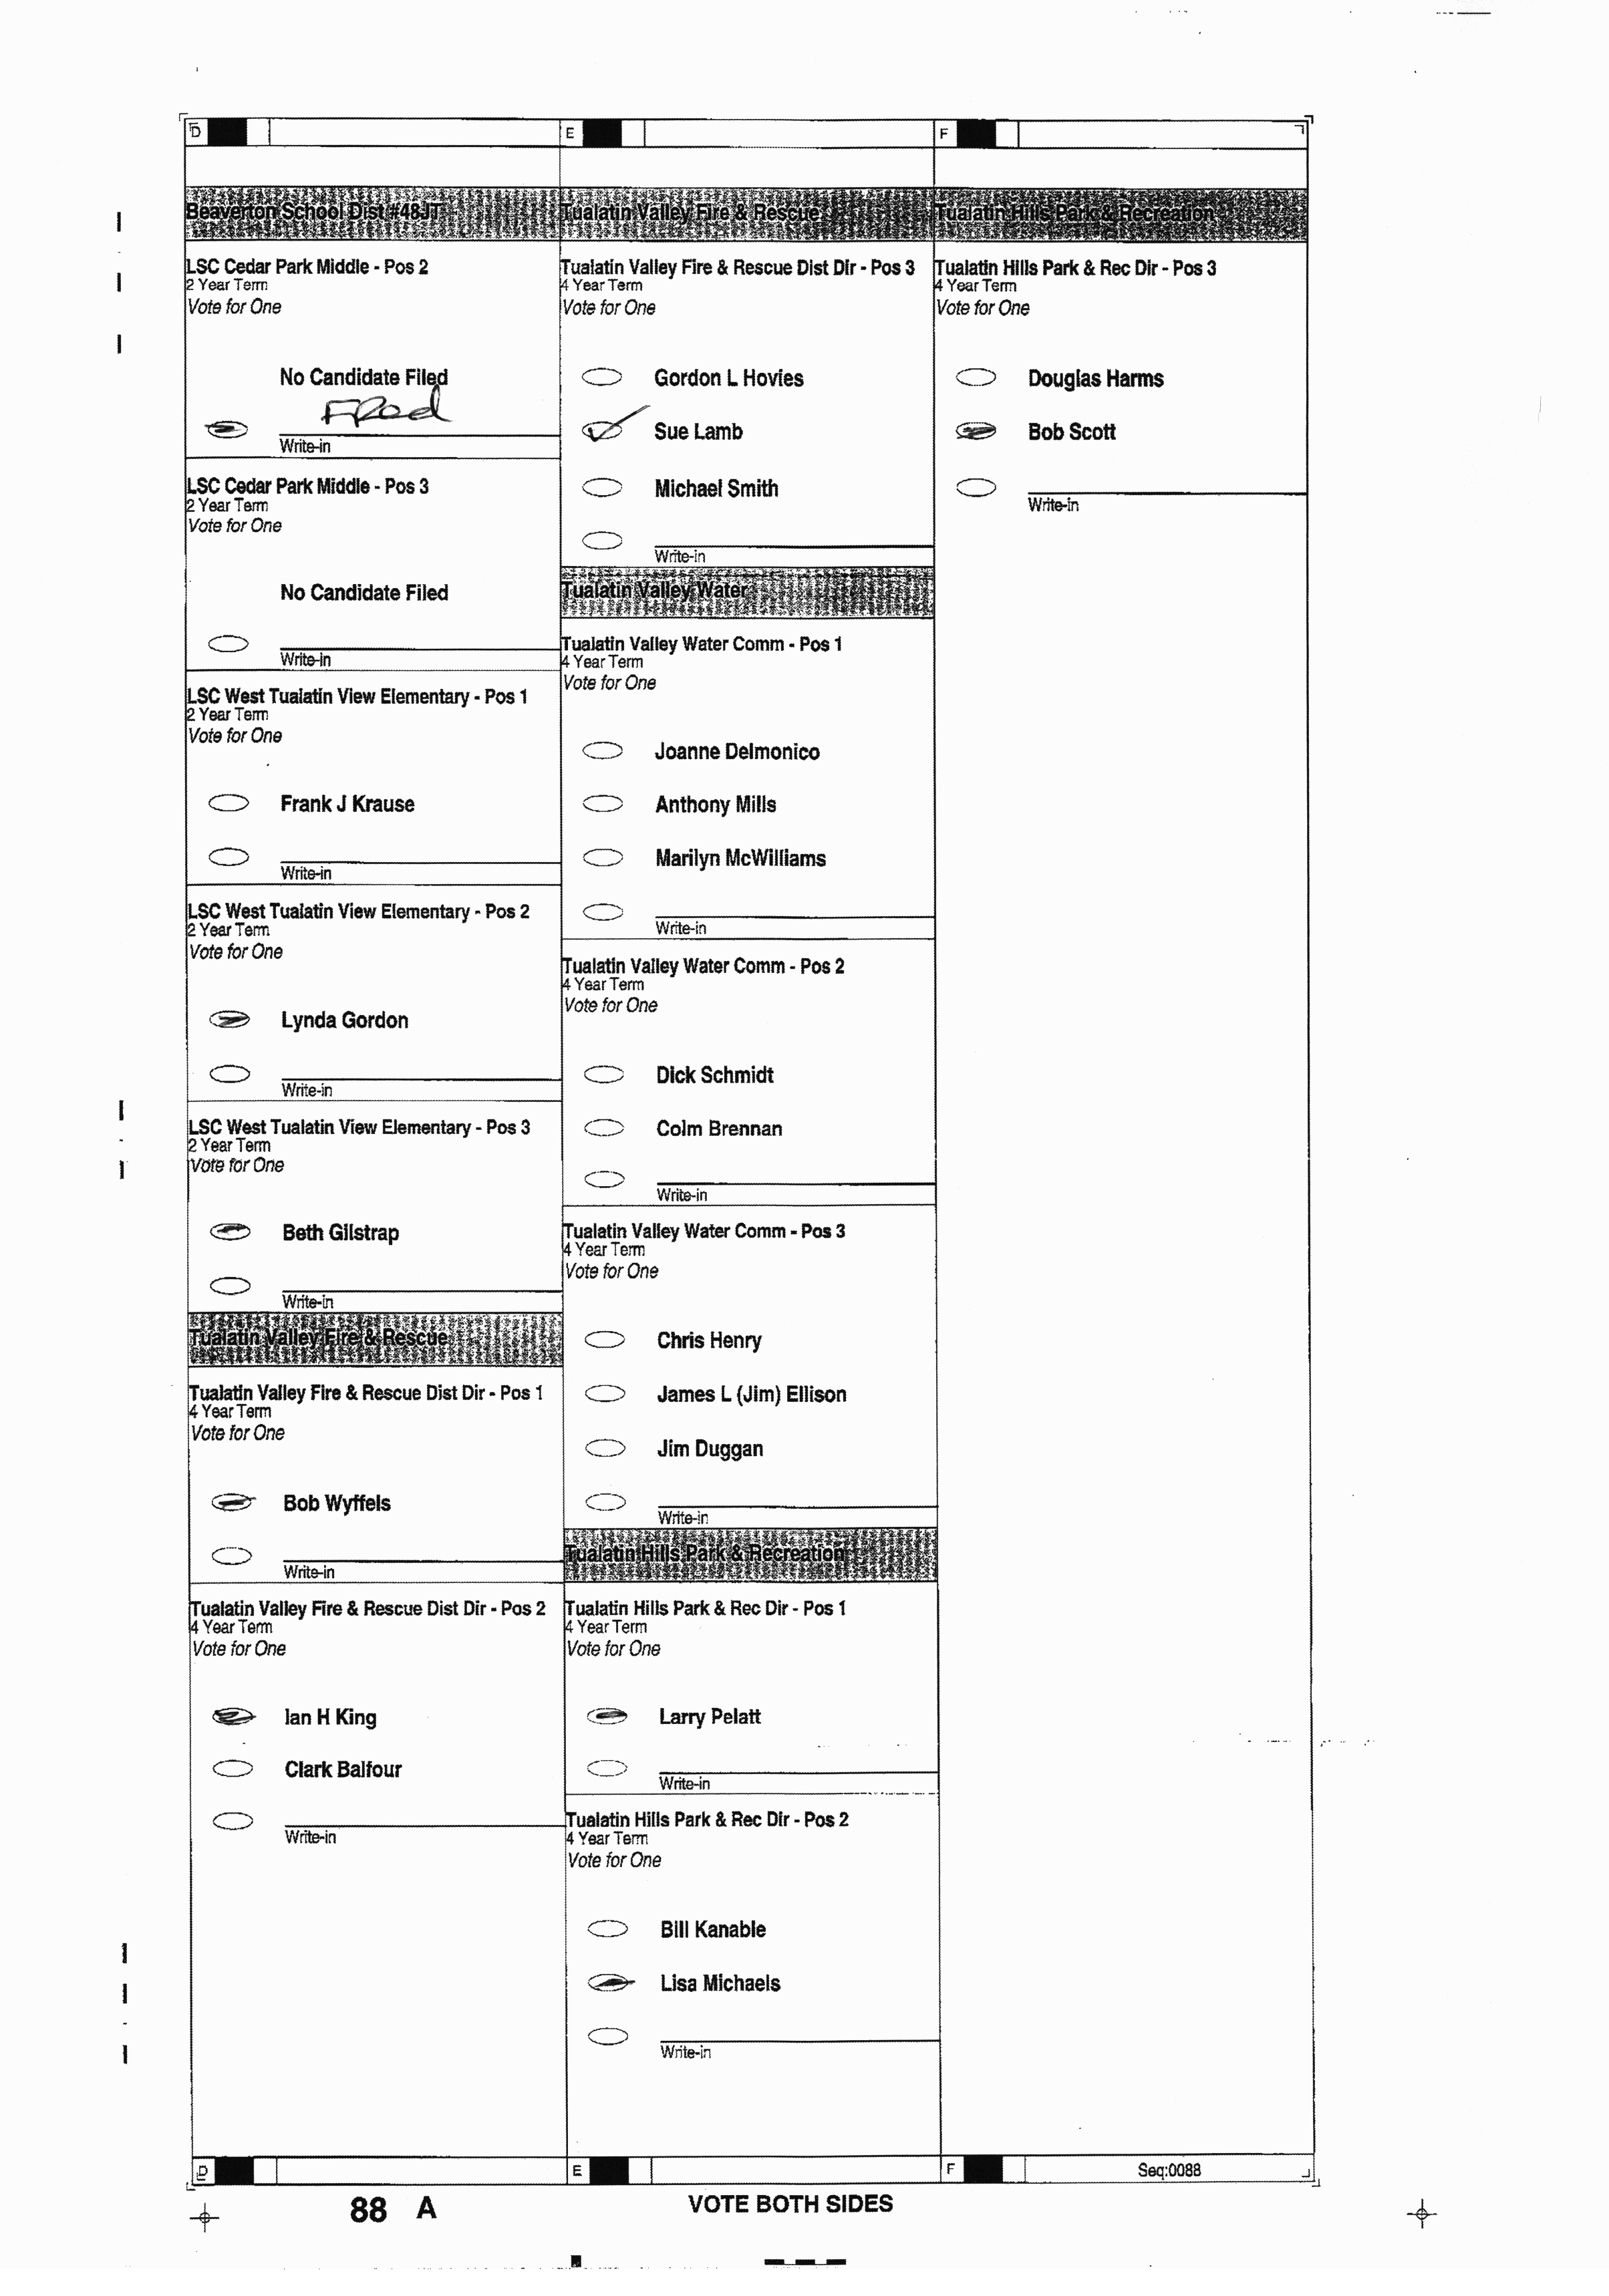 D
Beaverton School Dist #48JT
LSC Cedar Park Middle - Pos 2
2 Year Term
Vote for One
No Candidate Filed
FRed
Write-in
LSC Cedar Park Middle - Pos 3
2 Year Term
Vote for One
No Candidate Filed
Write-in
LSC West Tualatin View Elementary - Pos 1
2 Year Term
Vote for One
Frank J Krause
Write-in
LSC West Tualatin View Elementary - Pos 2
2 Year Term
Vote for One
Lynda Gordon
Write-in
LSC West Tualatin View Elementary - Pos 3
2 Year Term
Vote for One
Beth Gilstrap
Write-in
Tualatin Valley Fire & Rescue
Tualatin Valley Fire & Rescue Dist Dir - Pos 1
4 Year Term
Vote for One
Bob Wyffels
Write-in
Tualatin Valley Fire & Rescue Dist Dir - Pos 2
4 Year Term
Vote for One
Ian H King
Clark Balfour
Write-in
D
E
Tualatin Valley Fire & Rescue
Tualatin Valley Fire & Rescue Dist Dir - Pos 3
4 Year Term
Vote for One
Gordon L Hovies
Sue Lamb
Michael Smith
Write-in
Tualatin Valley Water
Tualatin Valley Water Comm - Pos 1
4 Year Term
Vote for One
Joanne Delmonico
Anthony Mills
Marilyn McWilliams
Write-in
Tualatin Valley Water Comm - Pos 2
4 Year Term
Vote for One
Dick Schmidt
Colm Brennan
Write-in
Tualatin Valley Water Comm - Pos 3
4 Year Term
Vote for One
Chris Henry
James L (Jim) Ellison
Jim Duggan
Write-in
Tualatin Hills Park & Recreation
Tualatin Hills Park & Rec Dir - Pos 1
4 Year Term
Vote for One
Larry Pelatt
Write-in
Tualatin Hills Park & Rec Dir - Pos 2
4 Year Term
Vote for One
Bill Kanable
Lisa Michaels
Write-in
E
F
Tualatin Hills Park & Recreation
Tualatin Hills Park & Rec Dir - Pos 3
4 Year Term
Vote for One
Douglas Harms
Bob Scott
Write-in
F
Seq:0088
88 A
VOTE BOTH SIDES